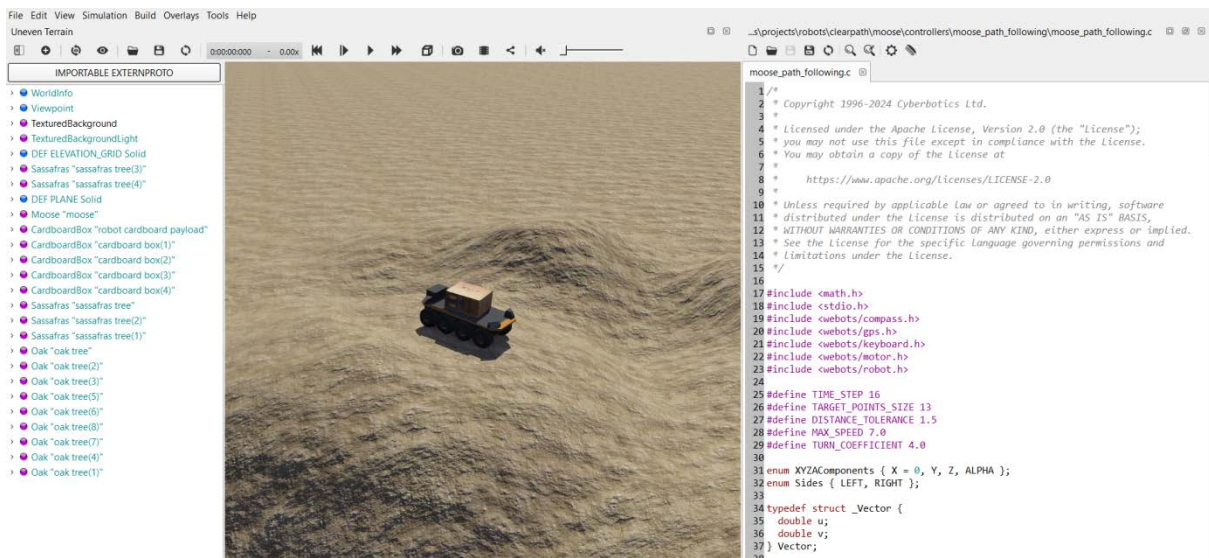 File Edit View Simulation Build Overlays Tools Help
Uneven Terrain
0:00:00:000 - 0.00x
IMPORTABLE EXTERNPROTO
WorldInfo
Viewpoint
TexturedBackground
TexturedBackgroundLight
DEF ELEVATION_GRID Solid
Sassafras "sassafras tree(3)"
Sassafras "sassafras tree(4)"
DEF PLANE Solid
Moose "moose"
CardboardBox "robot cardboard payload"
CardboardBox "cardboard box(1)"
CardboardBox "cardboard box(2)"
CardboardBox "cardboard box(3)"
CardboardBox "cardboard box(4)"
Sassafras "sassafras tree"
Sassafras "sassafras tree(2)"
Sassafras "sassafras tree(1)"
Oak "oak tree"
Oak "oak tree(2)"
Oak "oak tree(3)"
Oak "oak tree(5)"
Oak "oak tree(6)"
Oak "oak tree(8)"
Oak "oak tree(7)"
Oak "oak tree(4)"
Oak "oak tree(1)"
...s\projects\robots\clearpath\moose\controllers\moose_path_following\moose_path_following.c
moose_path_following.c
1 /*
2  * Copyright 1996-2024 Cyberbotics Ltd.
3  *
4  * Licensed under the Apache License, Version 2.0 (the "License");
5  * you may not use this file except in compliance with the License.
6  * You may obtain a copy of the License at
7  *
8  *     https://www.apache.org/licenses/LICENSE-2.0
9  *
10  * Unless required by applicable law or agreed to in writing, software
11  * distributed under the License is distributed on an "AS IS" BASIS,
12  * WITHOUT WARRANTIES OR CONDITIONS OF ANY KIND, either express or implied.
13  * See the License for the specific language governing permissions and
14  * limitations under the License.
15  */
16
17 #include <math.h>
18 #include <stdio.h>
19 #include <webots/compass.h>
20 #include <webots/gps.h>
21 #include <webots/keyboard.h>
22 #include <webots/motor.h>
23 #include <webots/robot.h>
24
25 #define TIME_STEP 16
26 #define TARGET_POINTS_SIZE 13
27 #define DISTANCE_TOLERANCE 1.5
28 #define MAX_SPEED 7.0
29 #define TURN_COEFFICIENT 4.0
30
31 enum XYZAComponents { X = 0, Y, Z, ALPHA };
32 enum Sides { LEFT, RIGHT };
33
34 typedef struct _Vector {
35   double u;
36   double v;
37 } Vector;